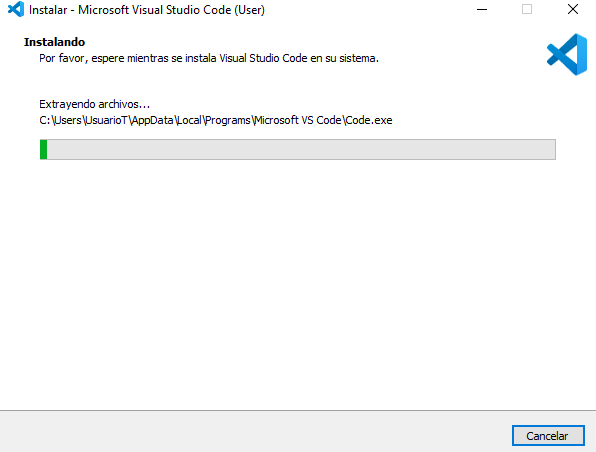 Instalar - Microsoft Visual Studio Code (User)
Instalando
Por favor, espere mientras se instala Visual Studio Code en su sistema.
Extrayendo archivos...
C:\Users\UsuarioT\AppData\Local\Programs\Microsoft VS Code\Code.exe
Cancelar